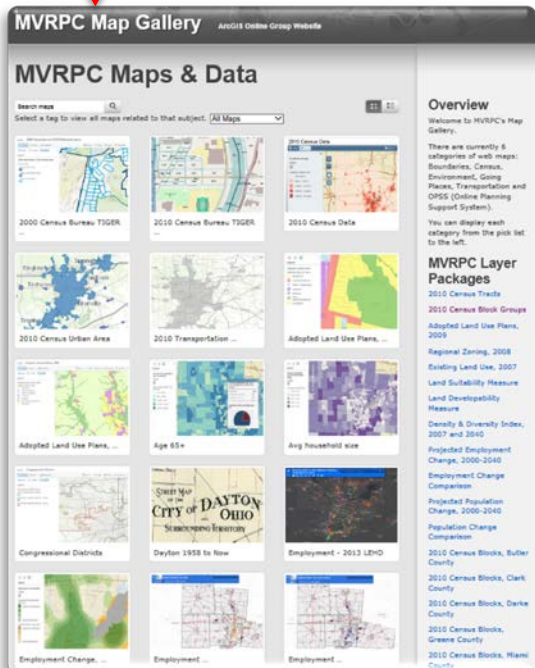 MVRPC Map Gallery ArcGIS Online Group Website
MVRPC Maps & Data
Search maps
Select a tag to view all maps related to that subject. All Maps
2000 Census Bureau TIGER
...
2010 Census Bureau TIGER
...
2010 Census Data
2010 Census Data
2010 Census Urban Area
2010 Transportation ...
Adopted Land Use Plans, ...
Adopted Land Use Plans, ...
Age 65+
Avg household size
Congressional Districts
STREET MAP
OF THE
CITY OF DAYTON
OHIO
SURROUNDING TERRITORY
Dayton 1958 to Now
Employment - 2013 LEHD
Employment Change, ...
Employment ...
Employment ...
Overview
Welcome to MVRPC's Map
Gallery.
There are currently 6
categories of web maps:
Boundaries, Census,
Environment, Going
Places, Transportation and
OPSS (Online Planning
Support System).
You can display each
category from the pick list
to the left.
MVRPC Layer
Packages
2010 Census Tracts
2010 Census Block Groups
Adopted Land Use Plans,
2009
Regional Zoning, 2008
Existing Land Use, 2007
Land Suitability Measure
Land Developability
Measure
Density & Diversity Index,
2007 and 2040
Projected Employment
Change, 2000-2040
Employment Change
Comparison
Projected Population
Change, 2000-2040
Population Change
Comparison
2010 Census Blocks, Butler
County
2010 Census Blocks, Clark
County
2010 Census Blocks, Darke
County
2010 Census Blocks,
Greene County
2010 Census Blocks, Miami
County